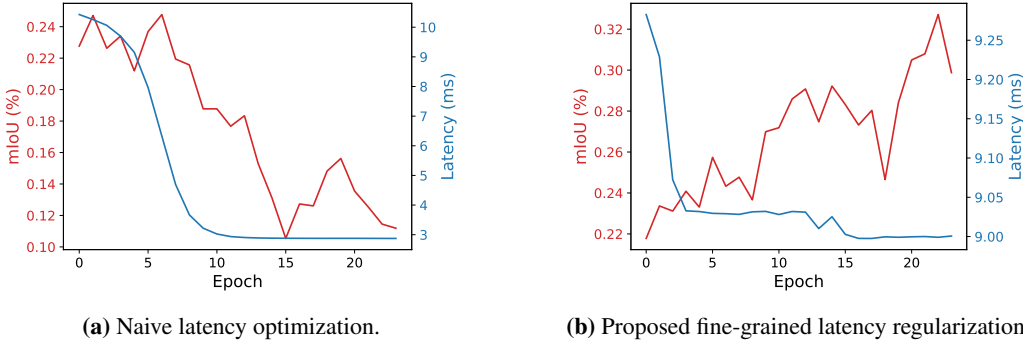 0.24
0.22
0.20
0.18
0.16
0.14
0.12
0.10
mIoU (%)
10
9
8
7
6
5
4
3
Latency (ms)
0 5 10 15 20
Epoch
(a) Naive latency optimization.
0.32
0.30
0.28
0.26
0.24
0.22
mIoU (%)
9.25
9.20
9.15
9.10
9.05
9.00
Latency (ms)
0 5 10 15 20
Epoch
(b) Proposed fine-grained latency regularization